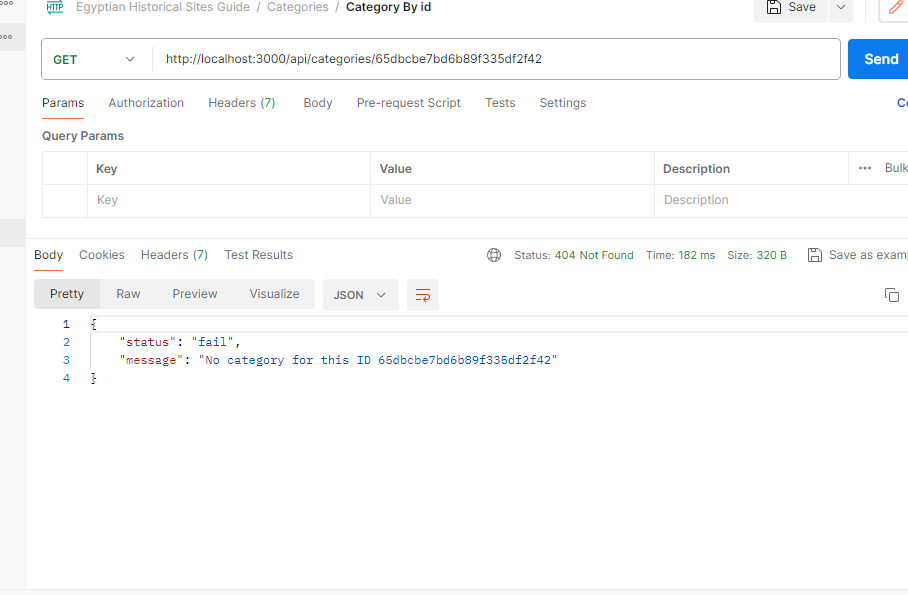 HTTP Egyptian Historical Sites Guide / Categories / Category By id Save
GET http://localhost:3000/api/categories/65dbcbe7bd6b89f335df2f42 Send
Params Authorization Headers (7) Body Pre-request Script Tests Settings
Query Params
Key Value Description Bulk
Key Value Description
Body Cookies Headers (7) Test Results Status: 404 Not Found Time: 182 ms Size: 320 B Save as exam
Pretty Raw Preview Visualize JSON
1 {
2 "status": "fail",
3 "message": "No category for this ID 65dbcbe7bd6b89f335df2f42"
4 }